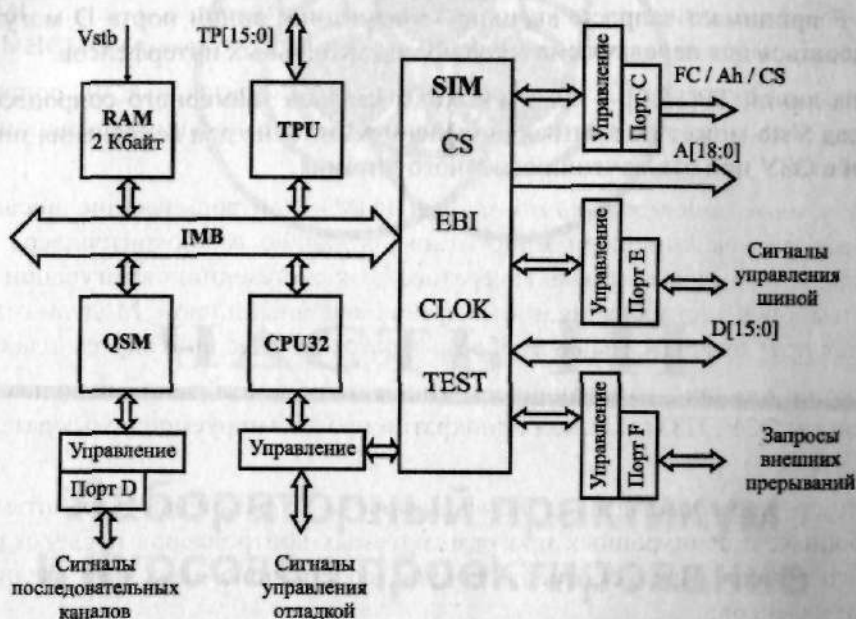 Vstb
TP[15:0]
RAM
2 Кбайт
TPU
SIM
CS
EBI
CLOK
TEST
Управление
Порт C
FC / Ah / CS
A[18:0]
IMB
Управление
Порт E
Сигналы
управления
шиной
QSM
CPU32
D[15:0]
Управление
Порт D
Управление
Управление
Порт F
Запросы
внешних
прерываний
Сигналы
последовательных
каналов
Сигналы
управления
отладкой